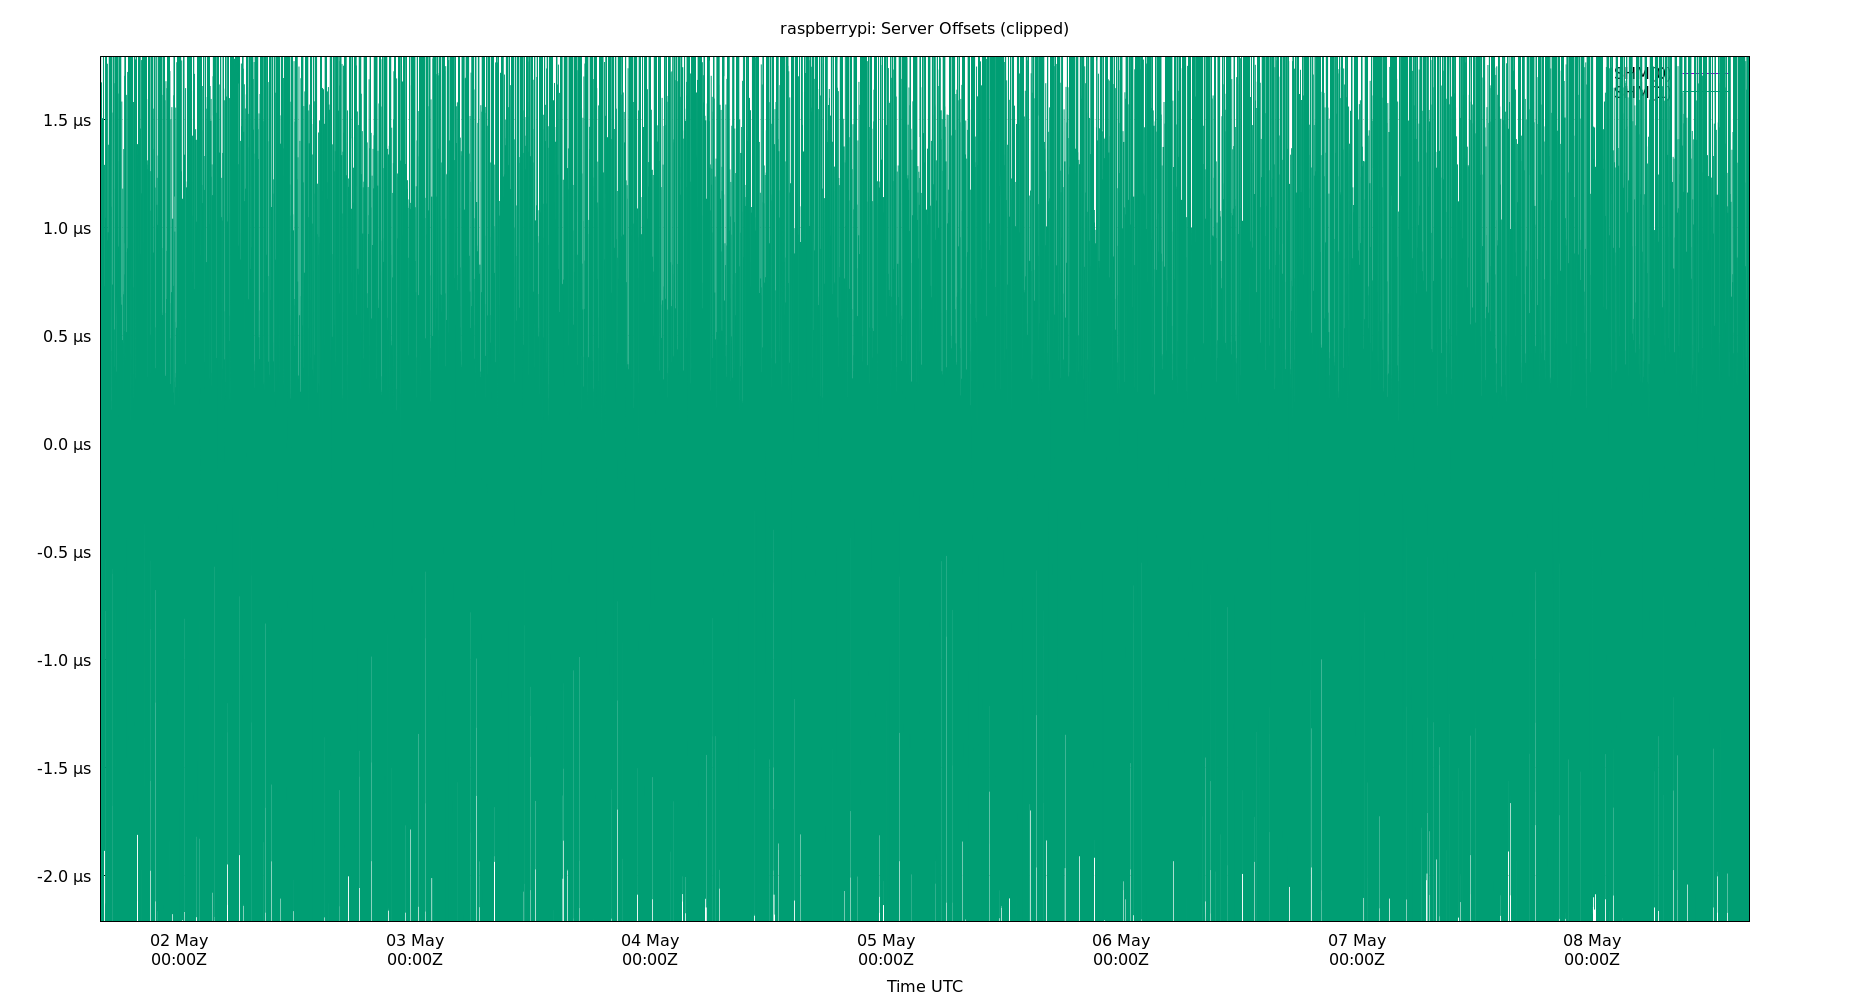 raspberrypi: Server Offsets (clipped)
SHM(0)
1.5 µs
1.0 µs
0.5 µs
0.0 µs
-0.5 µs
-1.0 µs
-1.5 µs
-2.0 µs
02 May
00:00Z
03 May
00:00Z
04 May
00:00Z
05 May
00:00Z
06 May
00:00Z
07 May
00:00Z
08 May
00:00Z
Time UTC